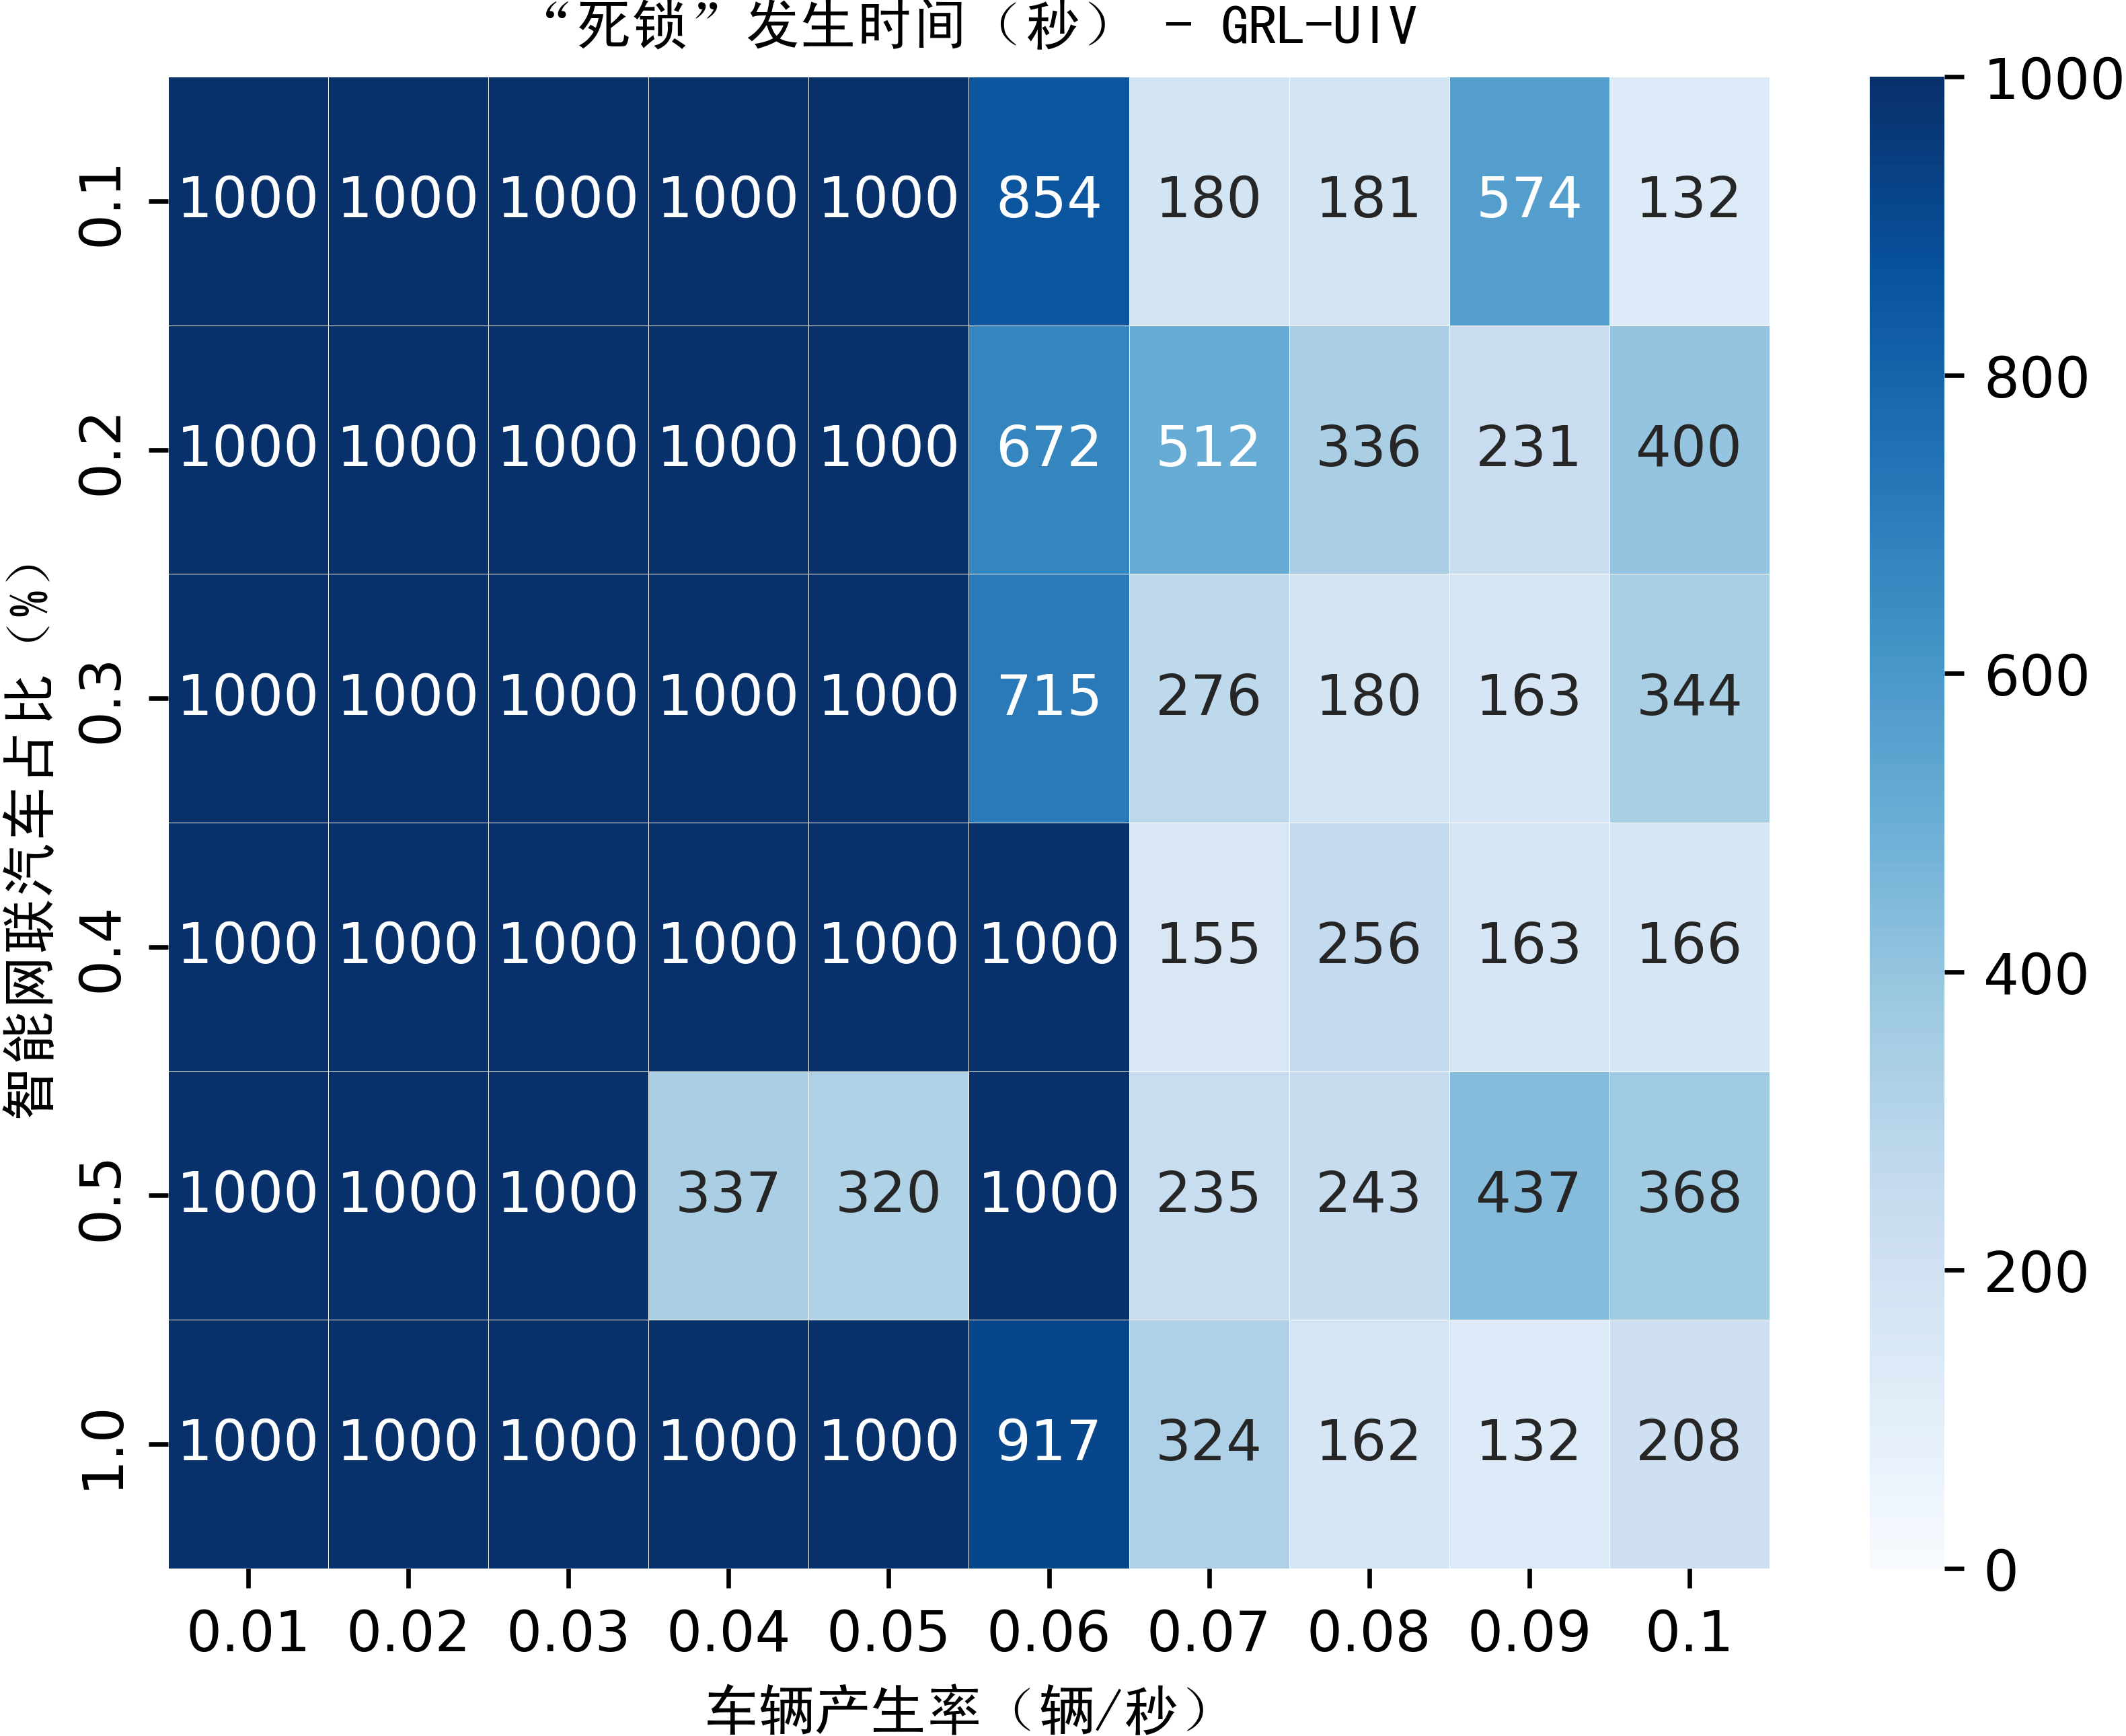 “死锁”发生时间（秒） - GRL-UIV
智能网联汽车占比（%）
0.1 1000 1000 1000 1000 1000 854 180 181 574 132
0.2 1000 1000 1000 1000 1000 672 512 336 231 400
0.3 1000 1000 1000 1000 1000 715 276 180 163 344
0.4 1000 1000 1000 1000 1000 1000 155 256 163 166
0.5 1000 1000 1000 337 320 1000 235 243 437 368
1.0 1000 1000 1000 1000 1000 917 324 162 132 208
0.01 0.02 0.03 0.04 0.05 0.06 0.07 0.08 0.09 0.1
车辆产生率（辆/秒）
1000
800
600
400
200
0